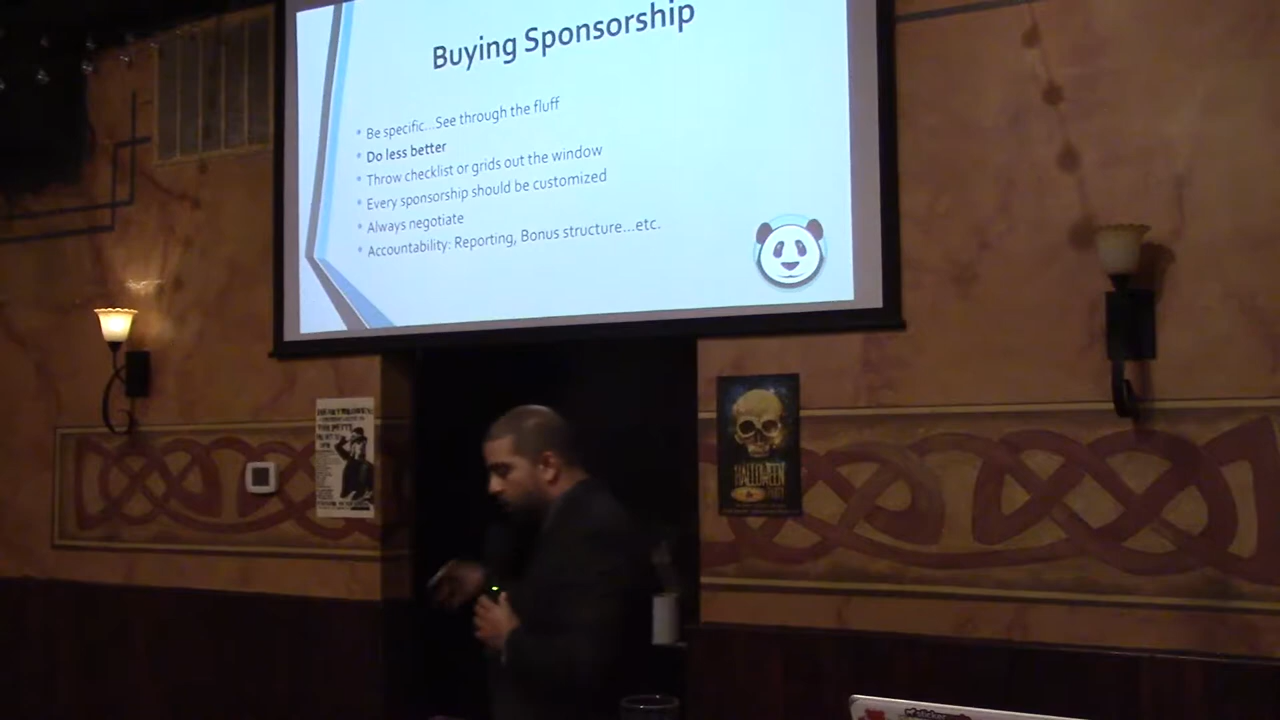 Buying Sponsorship
Be specific...See through the fluff
Do less better
Throw checklist or grids out the window
Every sponsorship should be customized
Always negotiate
Accountability: Reporting, Bonus structure...etc.
HALLOWEEN